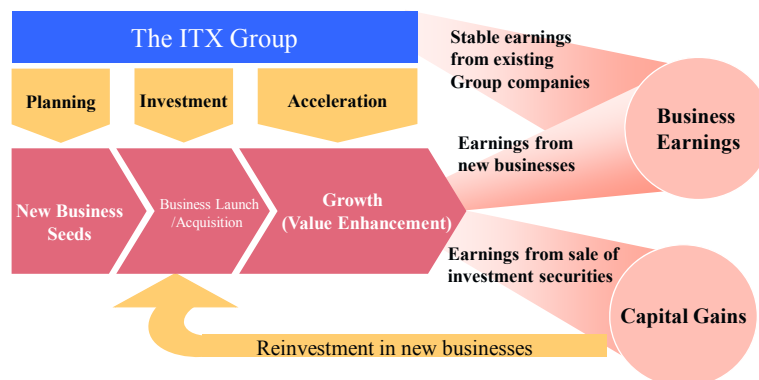 The ITX Group
Planning
Investment
Acceleration
New Business
Seeds
Business Launch
/Acquisition
Growth
(Value Enhancement)
Stable earnings
from existing
Group companies
Earnings from
new businesses
Business
Earnings
Earnings from sale of
investment securities
Capital Gains
Reinvestment in new businesses